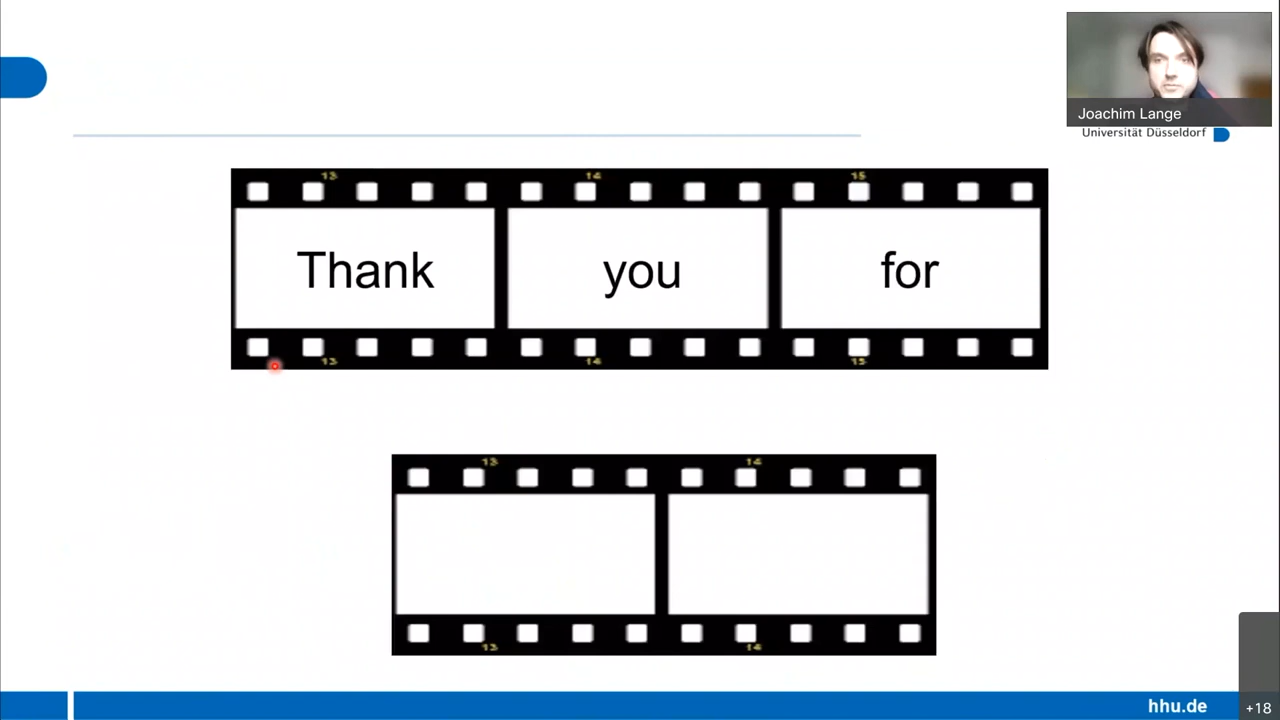 Joachim Lange
Universität Düsseldorf
13 14 15
Thank you for
13 14 15
13 14
13 14
hhu.de
+18